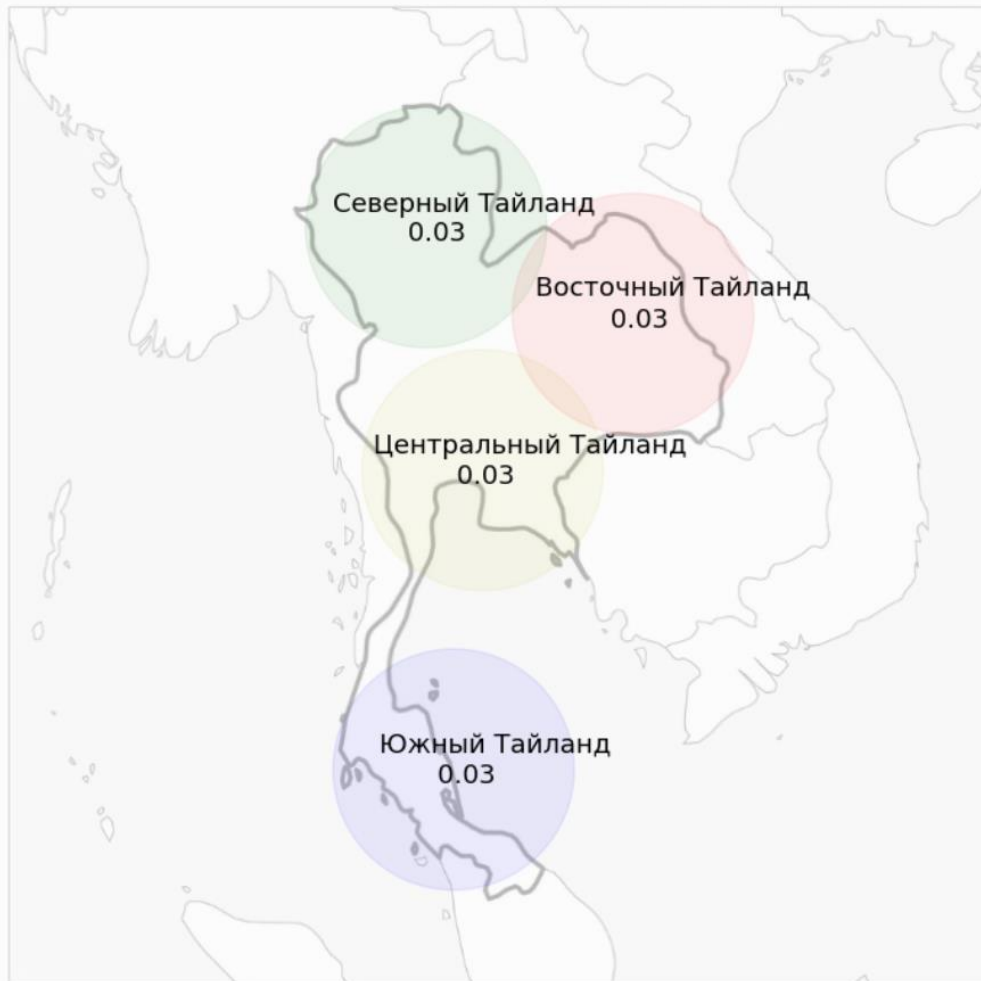 Северный Тайланд
0.03
Восточный Тайланд
0.03
Центральный Тайланд
0.03
Южный Тайланд
0.03